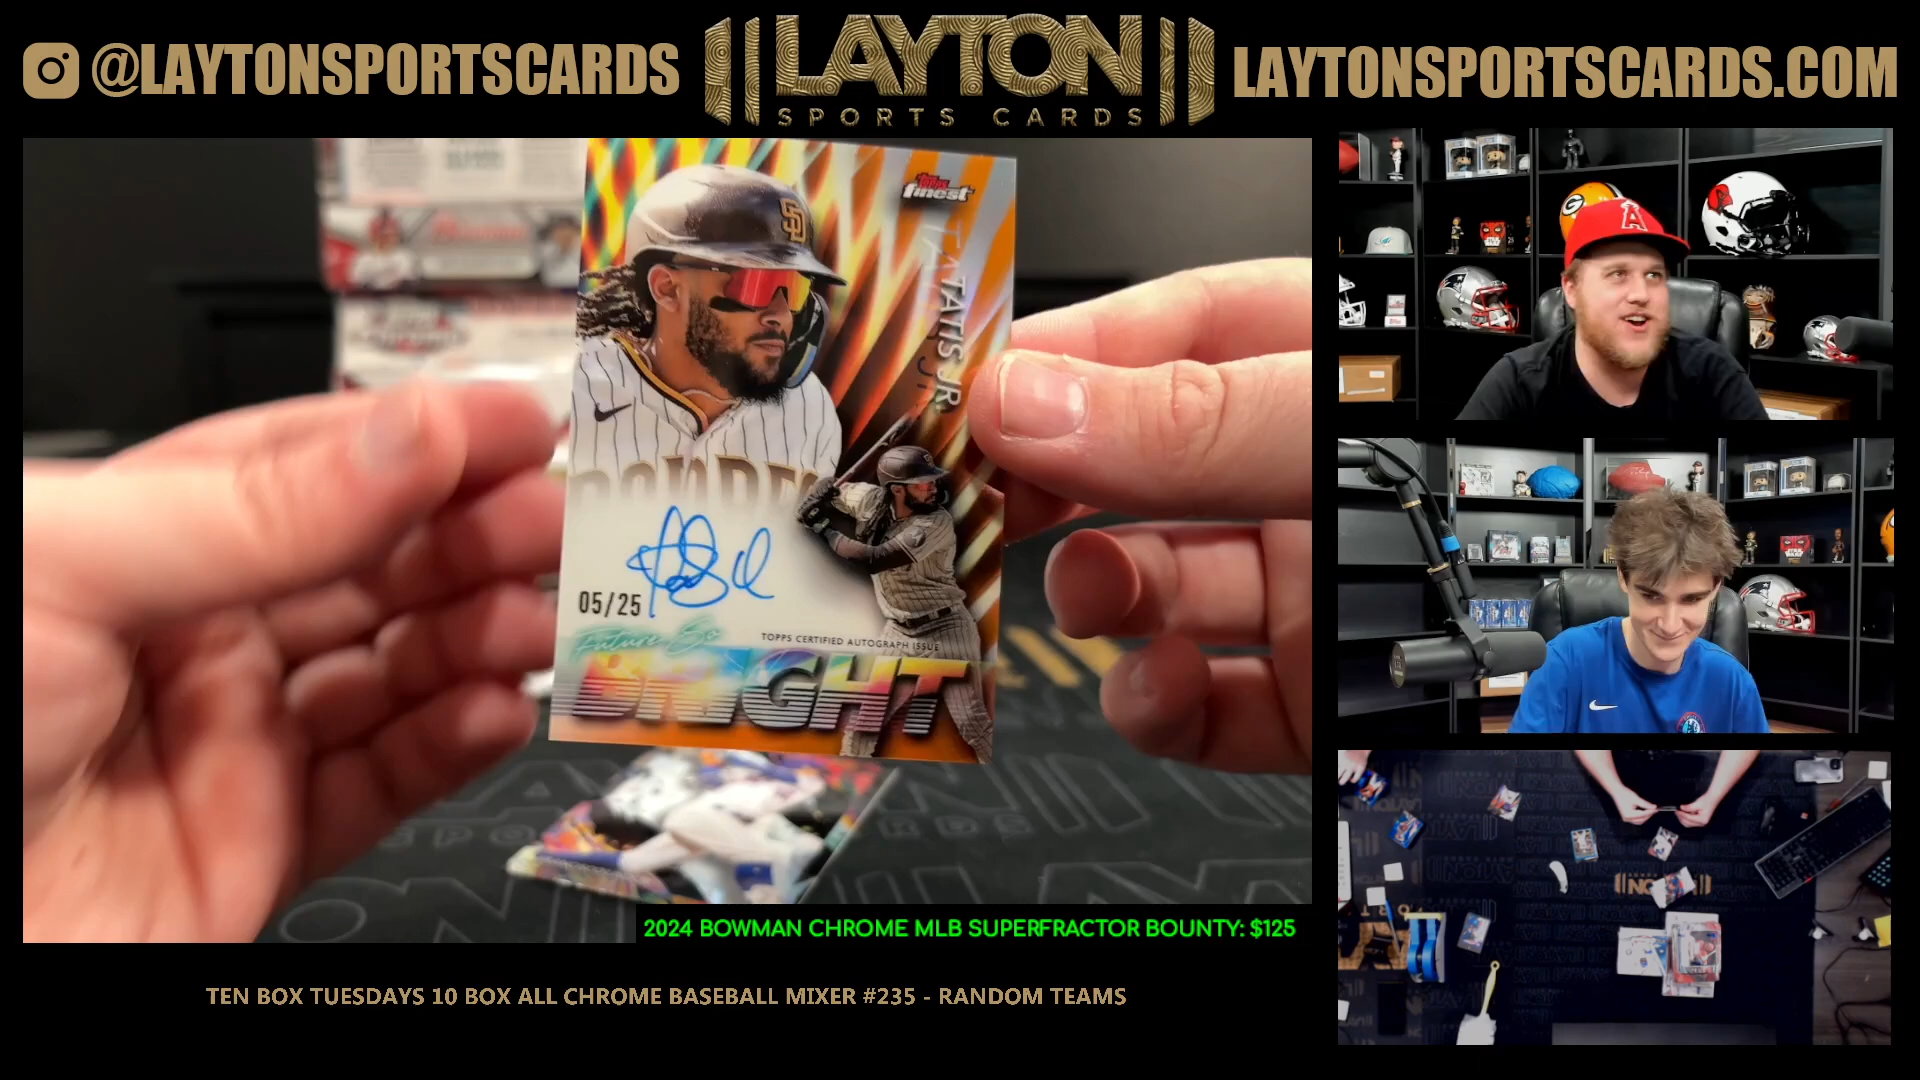 @LAYTONSPORTSCARDS
LAYTON
SPORTS CARDS
LAYTONSPORTSCARDS.COM
Topps
finest
TATIS JR.
SD
05/25
Future So
TOPPS CERTIFIED AUTOGRAPH ISSUE
BRIGHT
2024 BOWMAN CHROME MLB SUPERFRACTOR BOUNTY: $125
TEN BOX TUESDAYS 10 BOX ALL CHROME BASEBALL MIXER #235 - RANDOM TEAMS